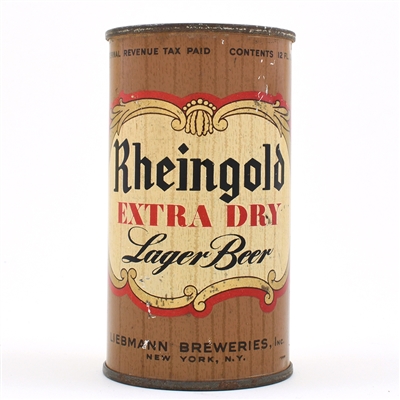 REVENUE TAX PAID CONTENTS 12
Rheingold
EXTRA DRY
Lager Beer
LIEBMANN BREWERIES, INC.
NEW YORK, N.Y.